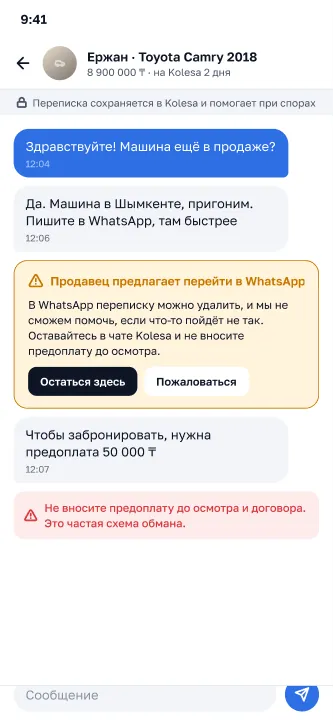 9:41
Ержан · Toyota Camry 2018
8 900 000 ₸ · на Kolesa 2 дня
Переписка сохраняется в Kolesa и помогает при спорах
Здравствуйте! Машина ещё в продаже?
12:04
Да. Машина в Шымкенте, пригоним.
Пишите в WhatsApp, там быстрее
12:06
Продавец предлагает перейти в WhatsApp
В WhatsApp переписку можно удалить, и мы не
сможем помочь, если что-то пойдёт не так.
Оставайтесь в чате Kolesa и не вносите
предоплату до осмотра.
Остаться здесь
Пожаловаться
Чтобы забронировать, нужна
предоплата 50 000 ₸
12:07
Не вносите предоплату до осмотра и договора.
Это частая схема обмана.
Сообщение